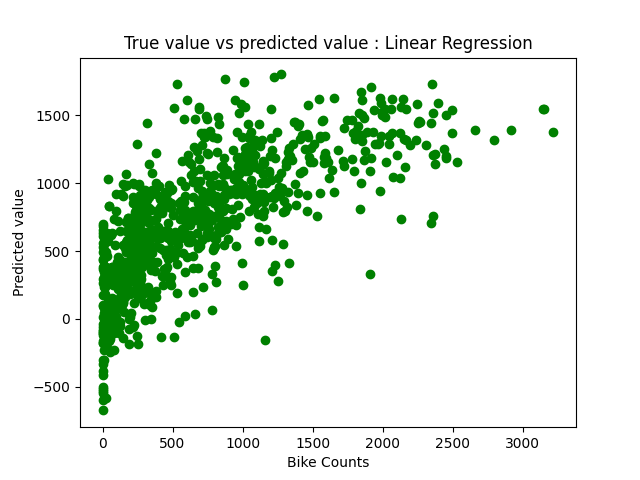 True value vs predicted value : Linear Regression
1500
1000
500
0
−500
Predicted value
0 500 1000 1500 2000 2500 3000
Bike Counts